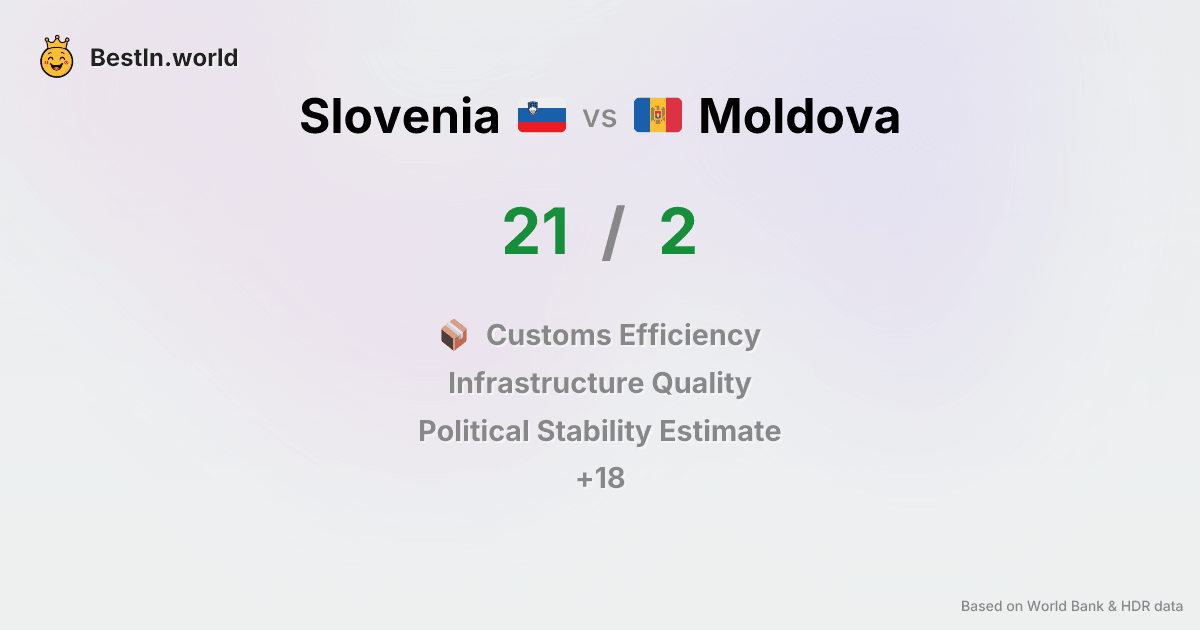 BestIn.world
Slovenia vs Moldova
21 / 2
Customs Efficiency
Infrastructure Quality
Political Stability Estimate
+18
Based on World Bank & HDR data